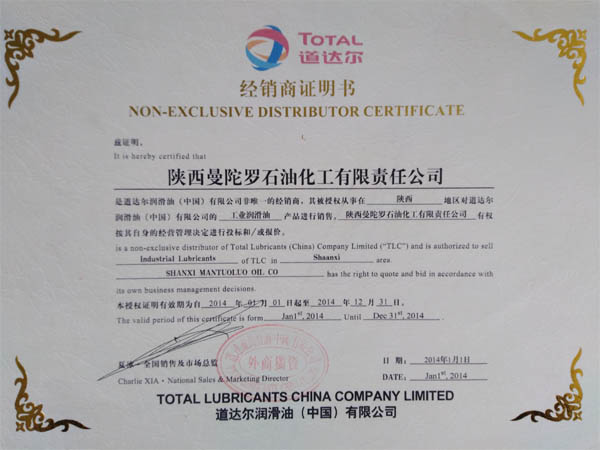 TOTAL
道达尔
经销商证明书
NON-EXCLUSIVE DISTRIBUTOR CERTIFICATE
兹证明,
It is hereby certified that
陕西曼陀罗石油化工有限责任公司
是道达尔润滑油（中国）有限公司非唯一的经销商, 其被授权从事在 陕西 地区对道达尔
润滑油（中国）有限公司的 工业润滑油 产品进行销售。陕西曼陀罗石油化工有限责任公司 有权
按其自身的经营管理决定进行投标和/或报价。
is a non-exclusive distributor of Total Lubricants (China) Company Limited ("TLC") and is authorized to sell
Industrial Lubricants of TLC in Shaanxi area.
SHANXI MANTUOLUO OIL CO has the right to quote and bid in accordance with
its own business management decisions.
本授权证明有效期为自 2014 年 01 月 01 日起至 2014 年 12 月 31 日。
The valid period of this certificate is form Jan1st, 2014 Until Dec 31st, 2014.
夏冰·全国销售及市场总监
Charlie XIA · National Sales & Marketing Director
日 期: 2014年1月1日
DATE: Jan1st, 2014
TOTAL LUBRICANTS CHINA COMPANY LIMITED
道达尔润滑油（中国）有限公司